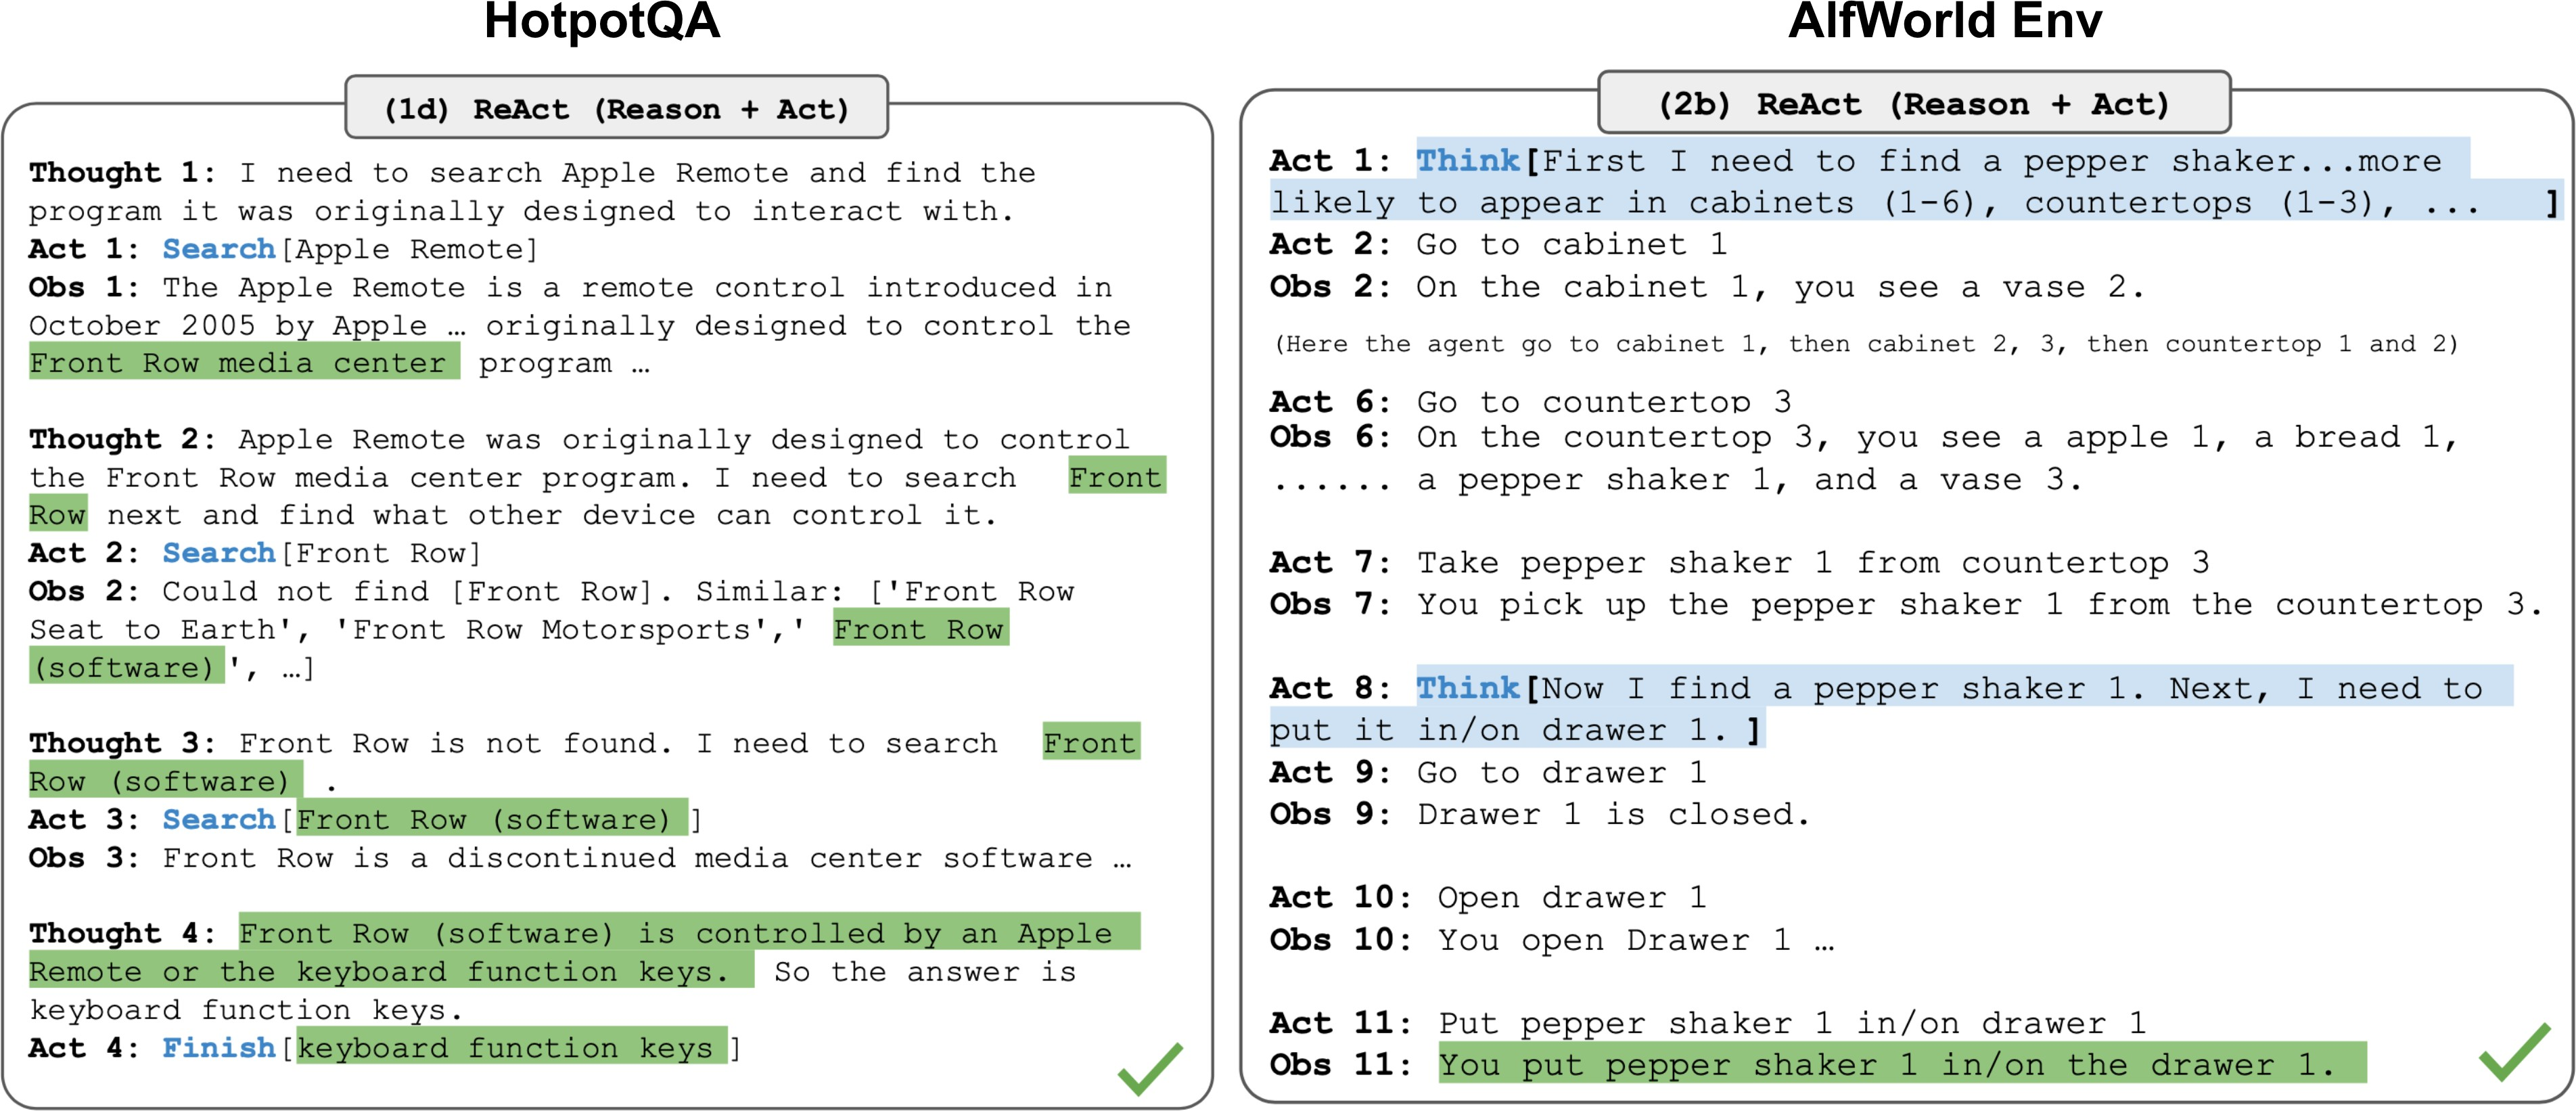 HotpotQA
(1d) ReAct (Reason + Act)
Thought 1: I need to search Apple Remote and find the
program it was originally designed to interact with.
Act 1: Search[Apple Remote]
Obs 1: The Apple Remote is a remote control introduced in
October 2005 by Apple … originally designed to control the
Front Row media center program …
Thought 2: Apple Remote was originally designed to control
the Front Row media center program. I need to search Front
Row next and find what other device can control it.
Act 2: Search[Front Row]
Obs 2: Could not find [Front Row]. Similar: ['Front Row
Seat to Earth', 'Front Row Motorsports',' Front Row
(software)', …]
Thought 3: Front Row is not found. I need to search Front
Row (software) .
Act 3: Search[Front Row (software) ]
Obs 3: Front Row is a discontinued media center software …
Thought 4: Front Row (software) is controlled by an Apple
Remote or the keyboard function keys. So the answer is
keyboard function keys.
Act 4: Finish[keyboard function keys ]
AlfWorld Env
(2b) ReAct (Reason + Act)
Act 1: Think[First I need to find a pepper shaker...more
likely to appear in cabinets (1-6), countertops (1-3), ... ]
Act 2: Go to cabinet 1
Obs 2: On the cabinet 1, you see a vase 2.
(Here the agent go to cabinet 1, then cabinet 2, 3, then countertop 1 and 2)
Act 6: Go to countertop 3
Obs 6: On the countertop 3, you see a apple 1, a bread 1,
...... a pepper shaker 1, and a vase 3.
Act 7: Take pepper shaker 1 from countertop 3
Obs 7: You pick up the pepper shaker 1 from the countertop 3.
Act 8: Think[Now I find a pepper shaker 1. Next, I need to
put it in/on drawer 1. ]
Act 9: Go to drawer 1
Obs 9: Drawer 1 is closed.
Act 10: Open drawer 1
Obs 10: You open Drawer 1 …
Act 11: Put pepper shaker 1 in/on drawer 1
Obs 11: You put pepper shaker 1 in/on the drawer 1.